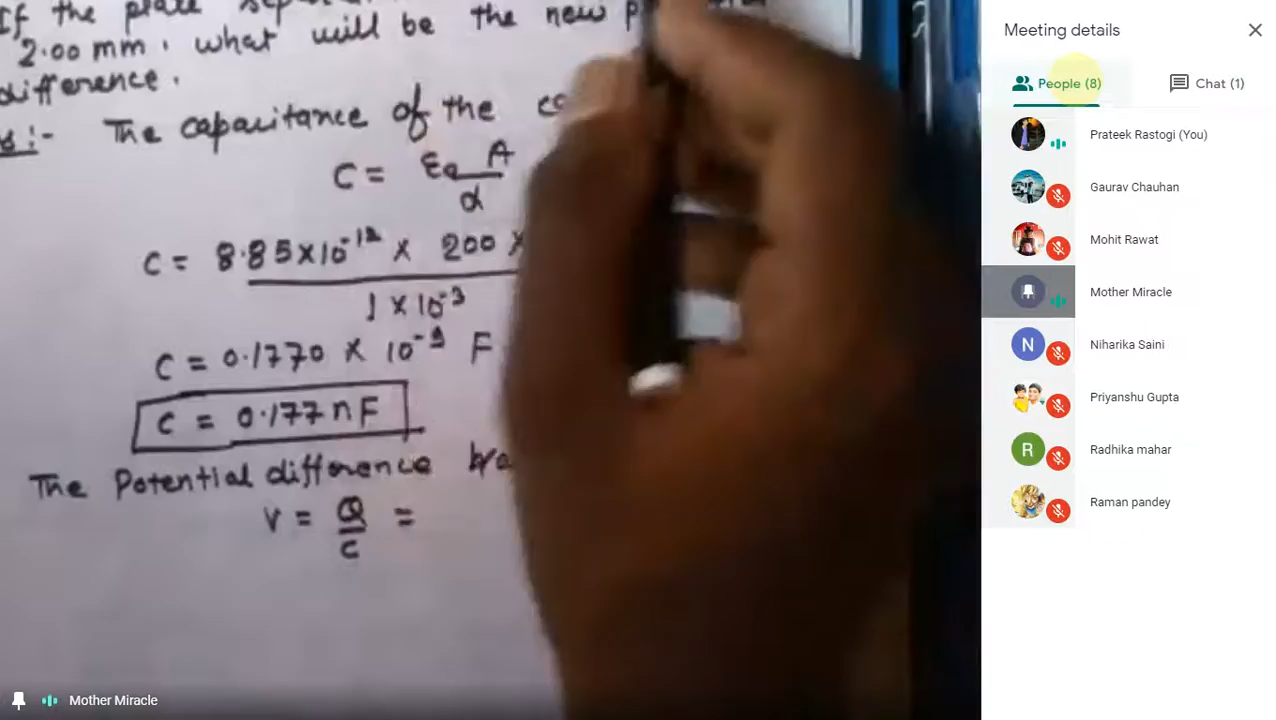 If the plate
2.00 mm. what will be the new
difference.
The capacitance of the
C = ε₀ A
d
C = 8.85×10⁻¹² × 200 ×
1 × 10⁻³
C = 0.1770 × 10⁻⁹ F
C = 0.177 nF
The Potential difference
V = Q =
C
Mother Miracle
Meeting details
People (8)
Chat (1)
Prateek Rastogi (You)
Gaurav Chauhan
Mohit Rawat
Mother Miracle
N
Niharika Saini
Priyanshu Gupta
R
Radhika mahar
Raman pandey